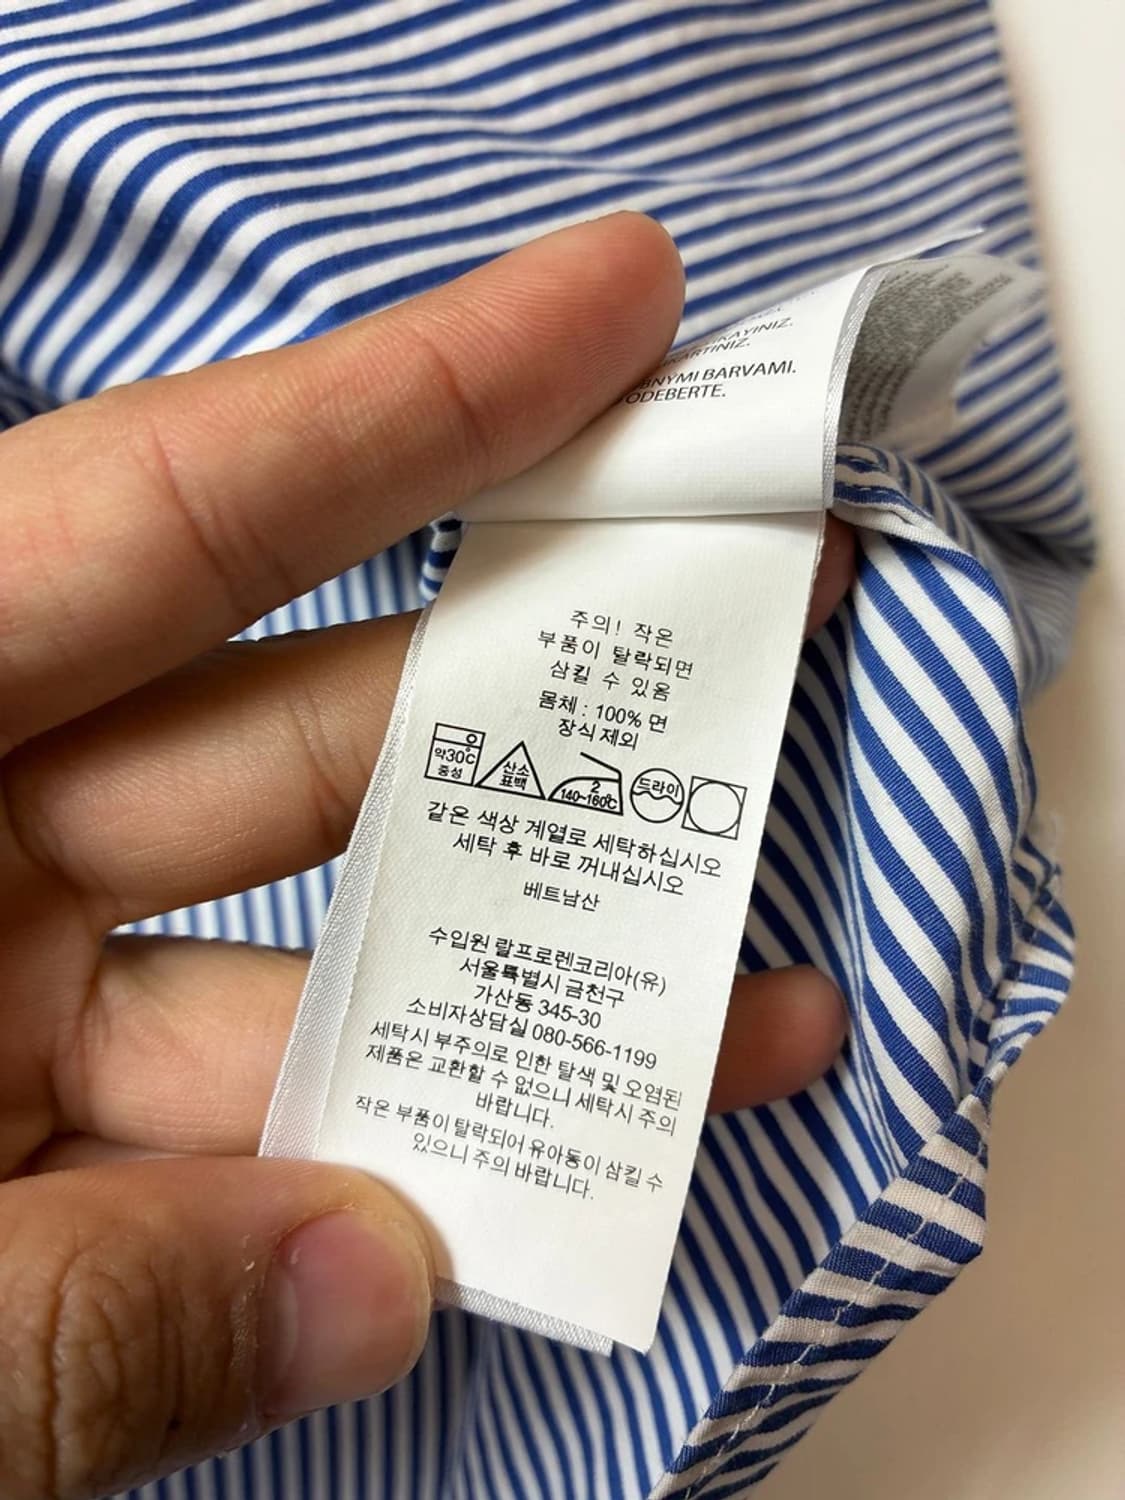 KARTINIZ.
BNYMI BARVAMI.
ODEBERTE.
주의! 작은
부품이 탈락되면
삼킬 수 있음
몸체 : 100% 면
장식 제외
약30℃
중성
산소
표백
2
140~160℃
드라이
같은 색상 계열로 세탁하십시오
세탁 후 바로 꺼내십시오
베트남산
수입원 랄프로렌코리아(유)
서울특별시 금천구
가산동 345-30
소비자상담실 080-566-1199
세탁시 부주의로 인한 탈색 및 오염된
제품은 교환할 수 없으니 세탁시 주의
바랍니다.
작은 부품이 탈락되어 유아동이 삼킬 수
있으니 주의 바랍니다.